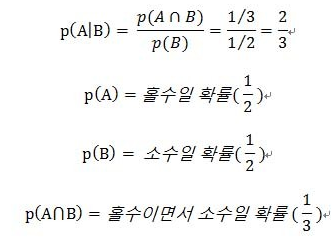 p(A|B) = p(A ∩ B)/p(B) = 1/3/1/2 = 2/3
p(A) = 홀수일 확률(1/2)
p(B) = 소수일 확률(1/2)
p(A⋂B) = 홀수이면서 소수일 확률 (1/3)